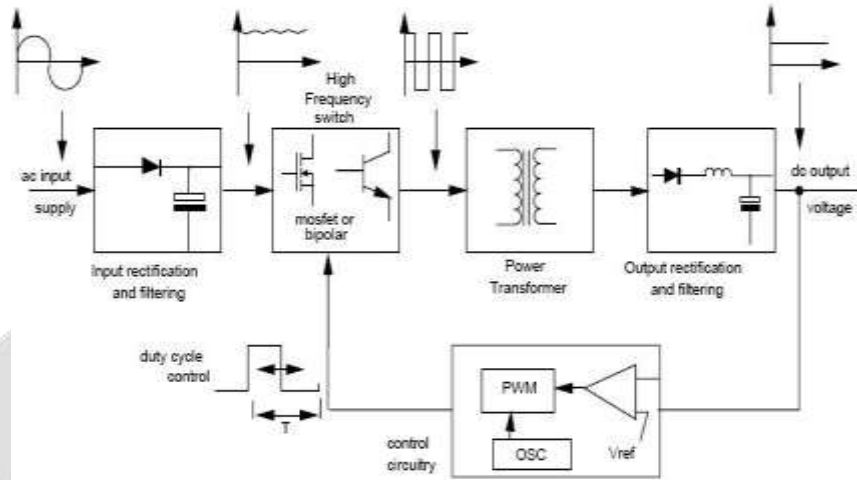 High
Frequency
switch
ac input
supply
mosfet or
bipolar
dc output
voltage
Input rectification
and filtering
Power
Transformer
Output rectification
and filtering
duty cycle
control
T
PWM
OSC
Vref
control
circuitry